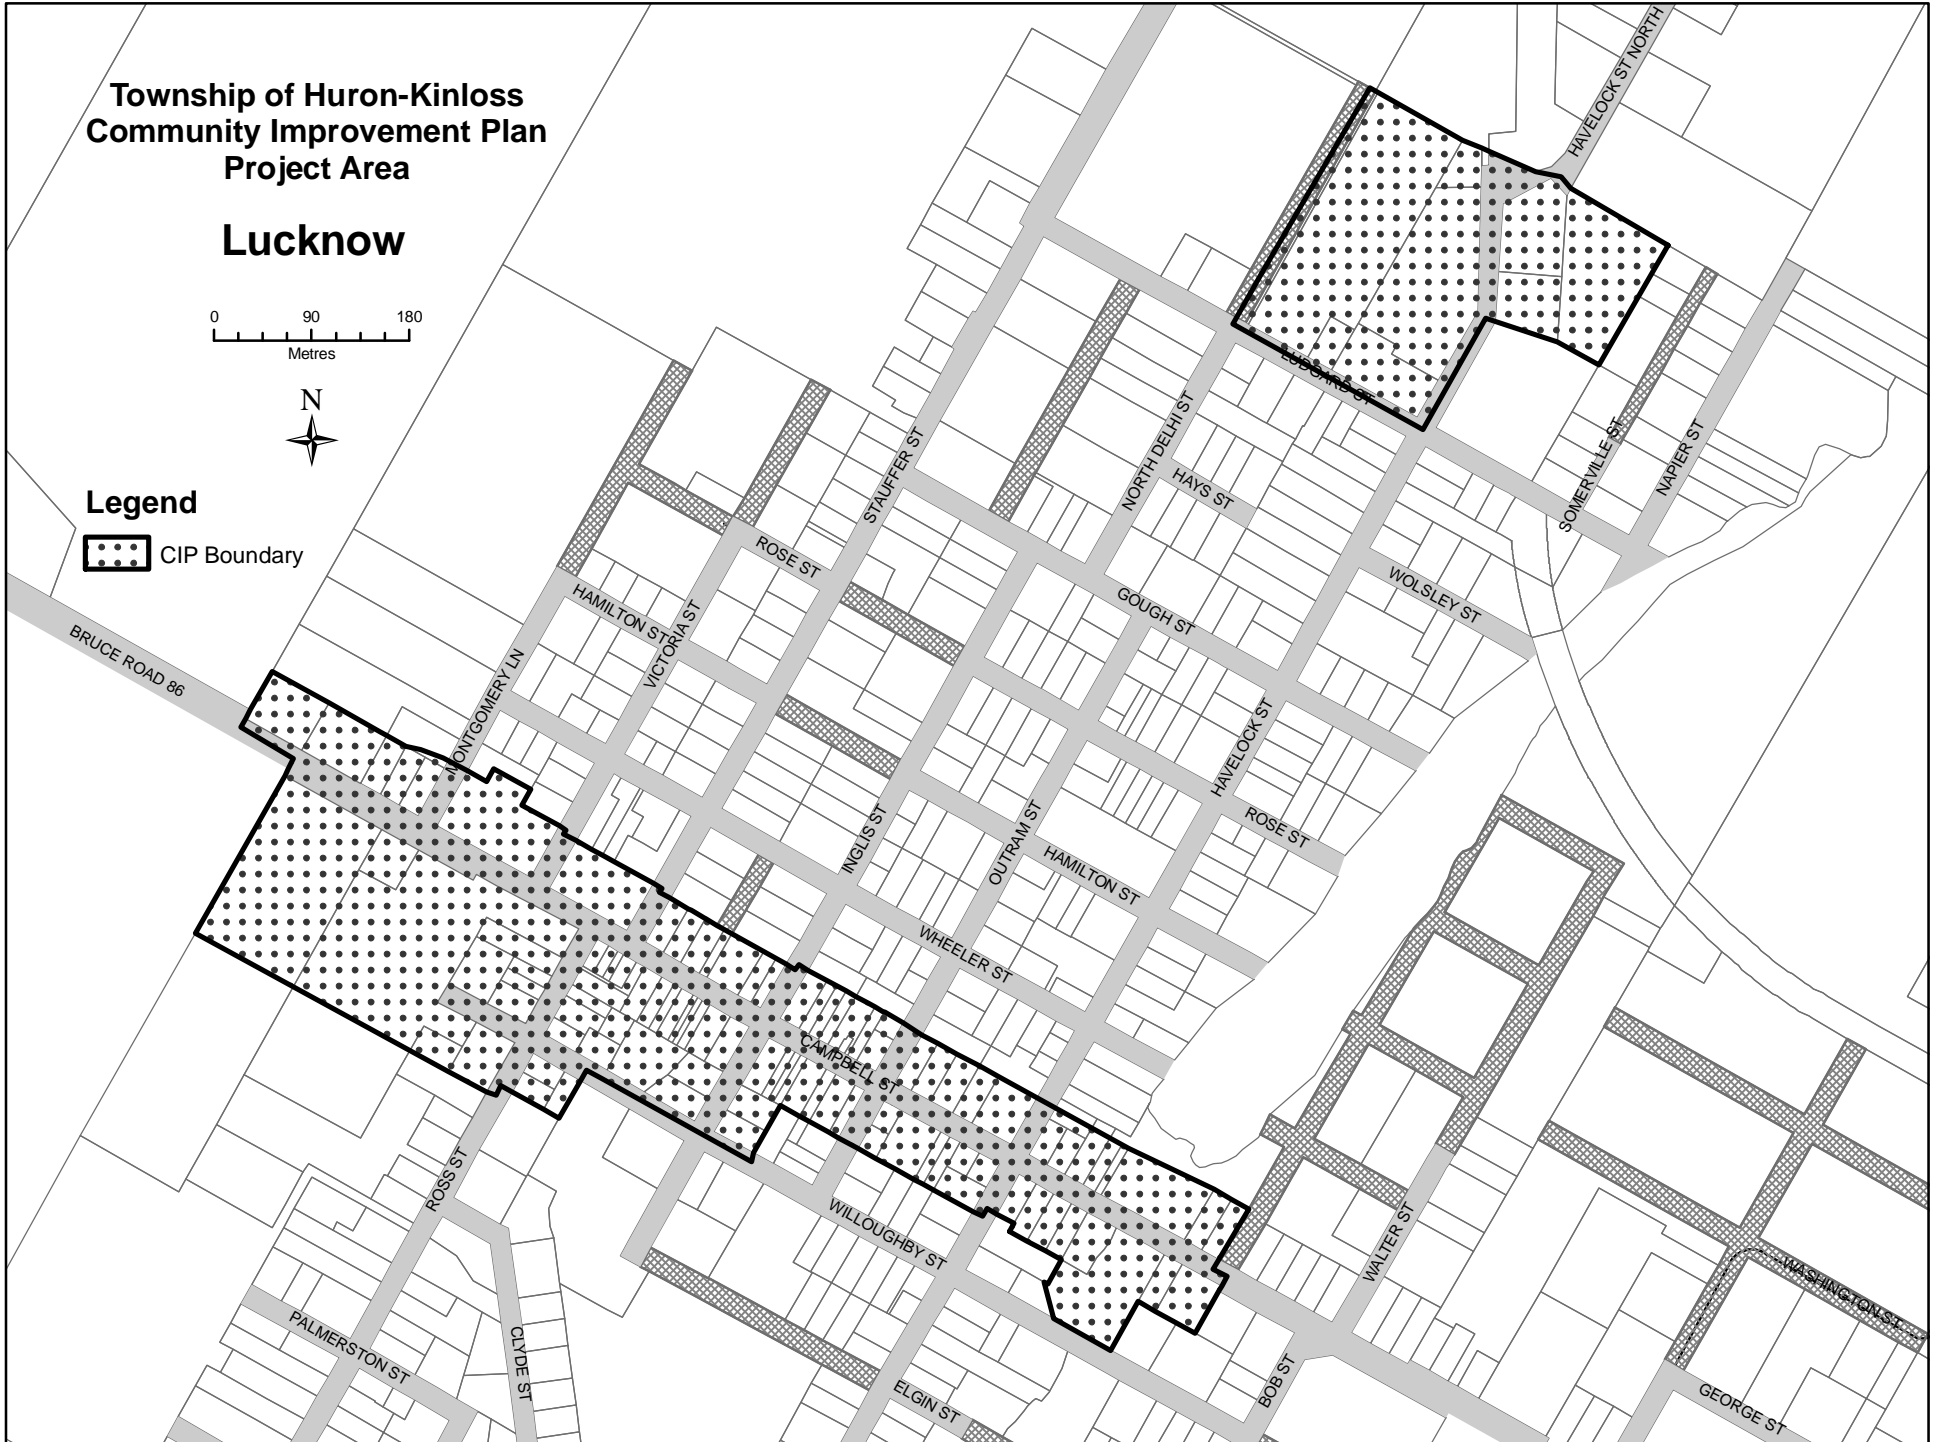 Township of Huron-Kinloss
Community Improvement Plan
Project Area
Lucknow
0 90 180
Metres
N
Legend
CIP Boundary
HAVELOCK ST NORTH
LUDGARD ST
NORTH DELHI ST
HAYS ST
STAUFFER ST
SOMERVILLE ST
NAPIER ST
ROSE ST
HAMILTON ST
VICTORIA ST
GOUGH ST
WOLSLEY ST
BRUCE ROAD 86
MONTGOMERY LN
HAVELOCK ST
INGLIS ST
OUTRAM ST
ROSE ST
HAMILTON ST
WHEELER ST
CAMPBELL ST
ROSS ST
WILLOUGHBY ST
WALTER ST
WASHINGTON ST
PALMERSTON ST
CLYDE ST
ELGIN ST
BOB ST
GEORGE ST